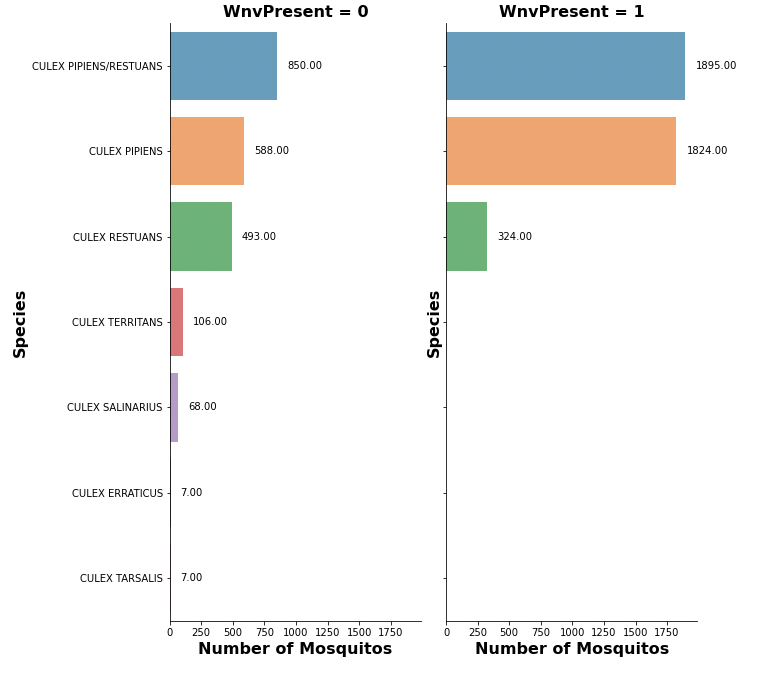 WnvPresent = 0
WnvPresent = 1
CULEX PIPIENS/RESTUANS
850.00
1895.00
CULEX PIPIENS
588.00
1824.00
CULEX RESTUANS
493.00
324.00
Species
Species
CULEX TERRITANS
106.00
CULEX SALINARIUS
68.00
CULEX ERRATICUS
7.00
CULEX TARSALIS
7.00
0 250 500 750 1000 1250 1500 1750
0 250 500 750 1000 1250 1500 1750
Number of Mosquitos
Number of Mosquitos